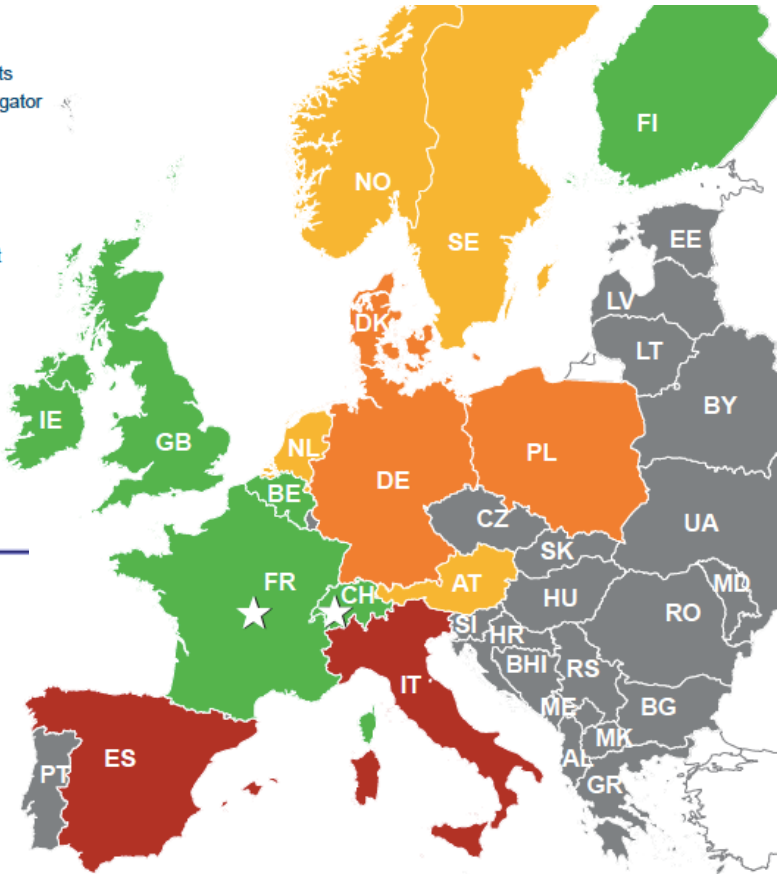 ts
gator
t
FI
NO
SE
EE
LV
DK
LT
BY
IE
GB
NL
PL
DE
BE
CZ
UA
SK
FR
CH
AT
MD
HU
RO
SI
HR
BHI
RS
IT
ME
BG
MK
ES
AL
PT
GR